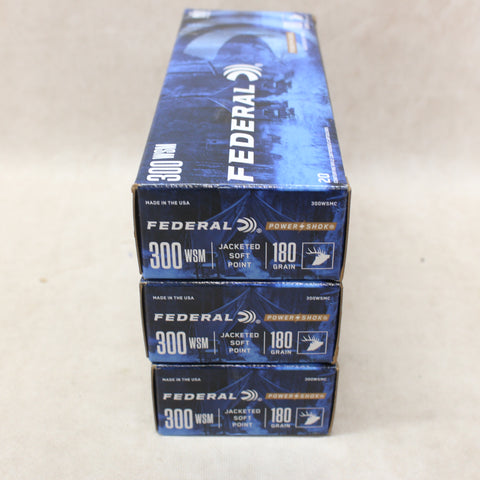 300 WSM
FEDERAL
20
MADE IN THE USA
300WSMC
FEDERAL
POWER SHOK
300 WSM
JACKETED
SOFT
POINT
180
GRAIN
MADE IN THE USA
300WSMC
FEDERAL
POWER SHOK
300 WSM
JACKETED
SOFT
POINT
180
GRAIN
MADE IN THE USA
300WSMC
FEDERAL
POWER SHOK
300 WSM
JACKETED
SOFT
POINT
180
GRAIN